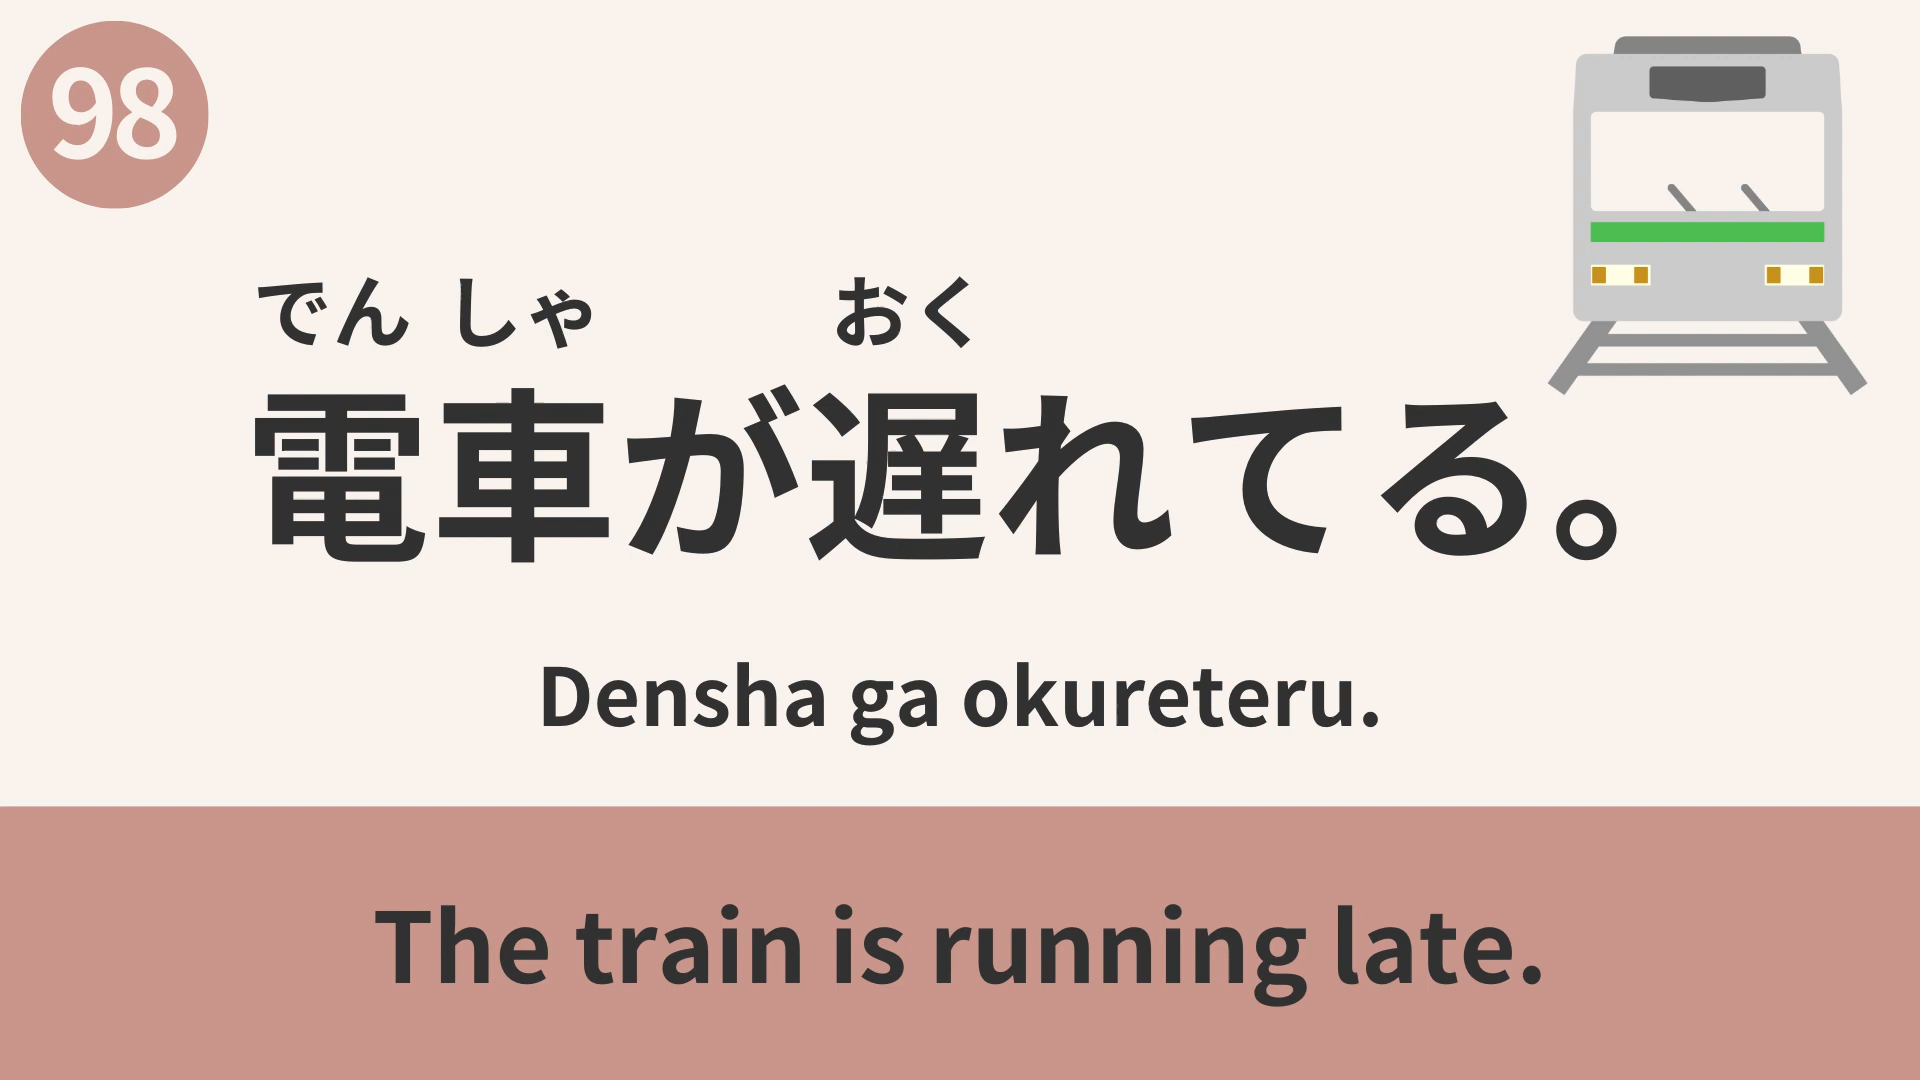 98
でん しゃ おく
電車が遅れてる。
Densha ga okureteru.
The train is running late.